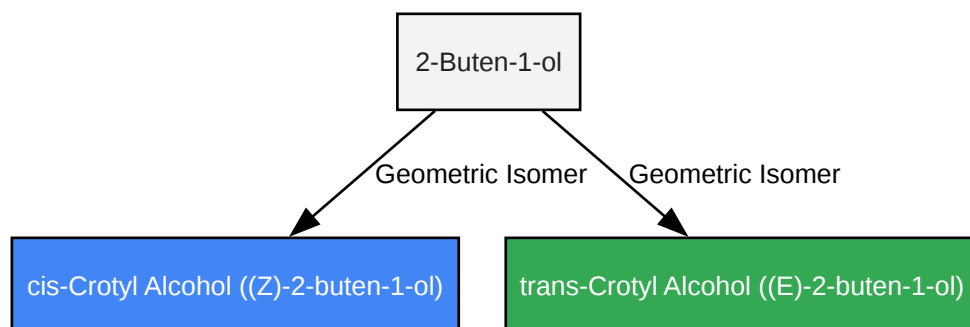 2-Buten-1-ol
Geometric Isomer
Geometric Isomer
cis-Crotyl Alcohol ((Z)-2-buten-1-ol)
trans-Crotyl Alcohol ((E)-2-buten-1-ol)